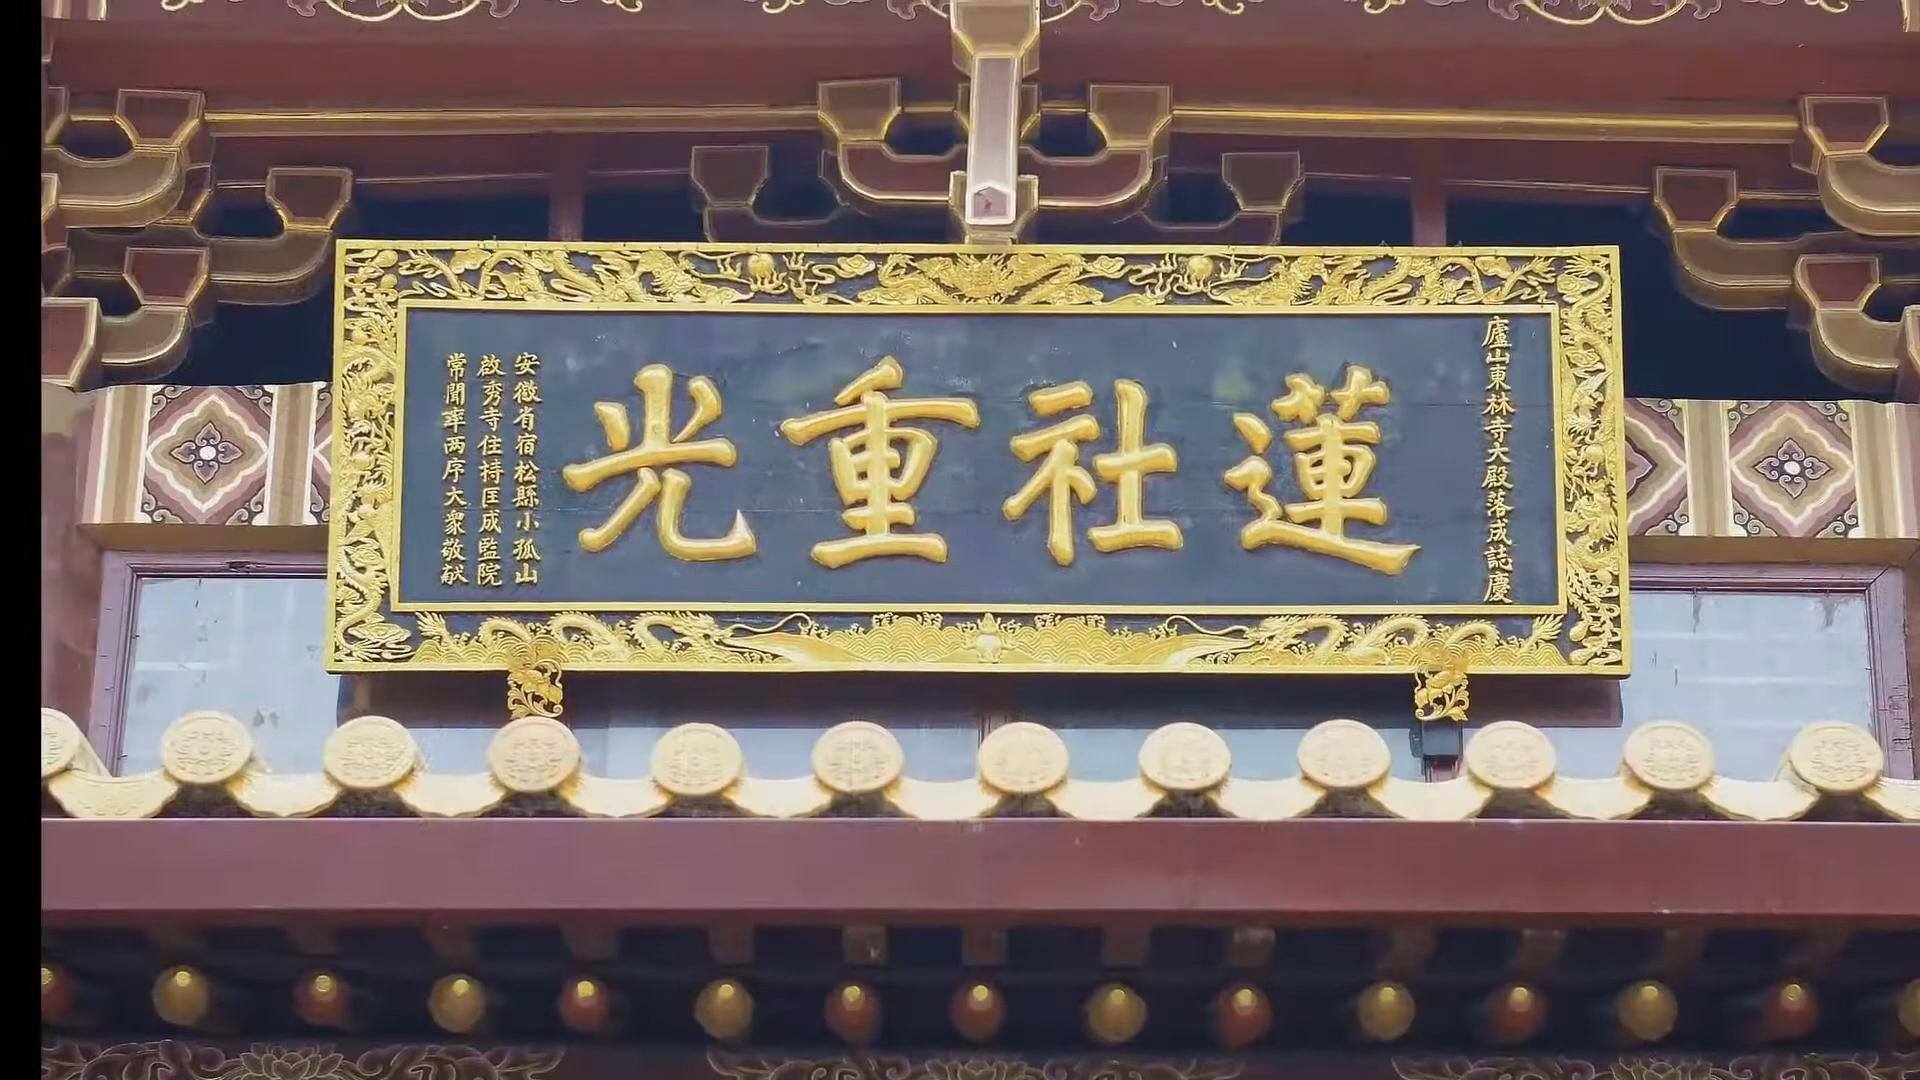 廬山東林寺大殿落成誌慶
蓮社重光
安徽省宿松縣小孤山
啟秀寺住持匡成監院
常聞率两序大衆敬献